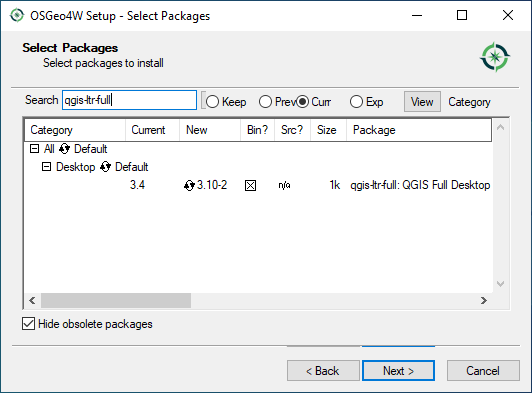 OSGeo4W Setup - Select Packages
Select Packages
Select packages to install
Search qgis-ltr-full Keep Prev Curr Exp View Category
Category Current New Bin? Src? Size Package
All Default
Desktop Default
3.4 3.10-2 n/a 1k qgis-ltr-full: QGIS Full Desktop
Hide obsolete packages
< Back Next > Cancel